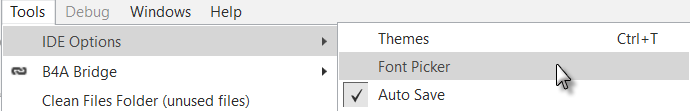 Tools Debug Windows Help
IDE Options
B4A Bridge
Clean Files Folder (unused files)
Themes Ctrl+T
Font Picker
Auto Save